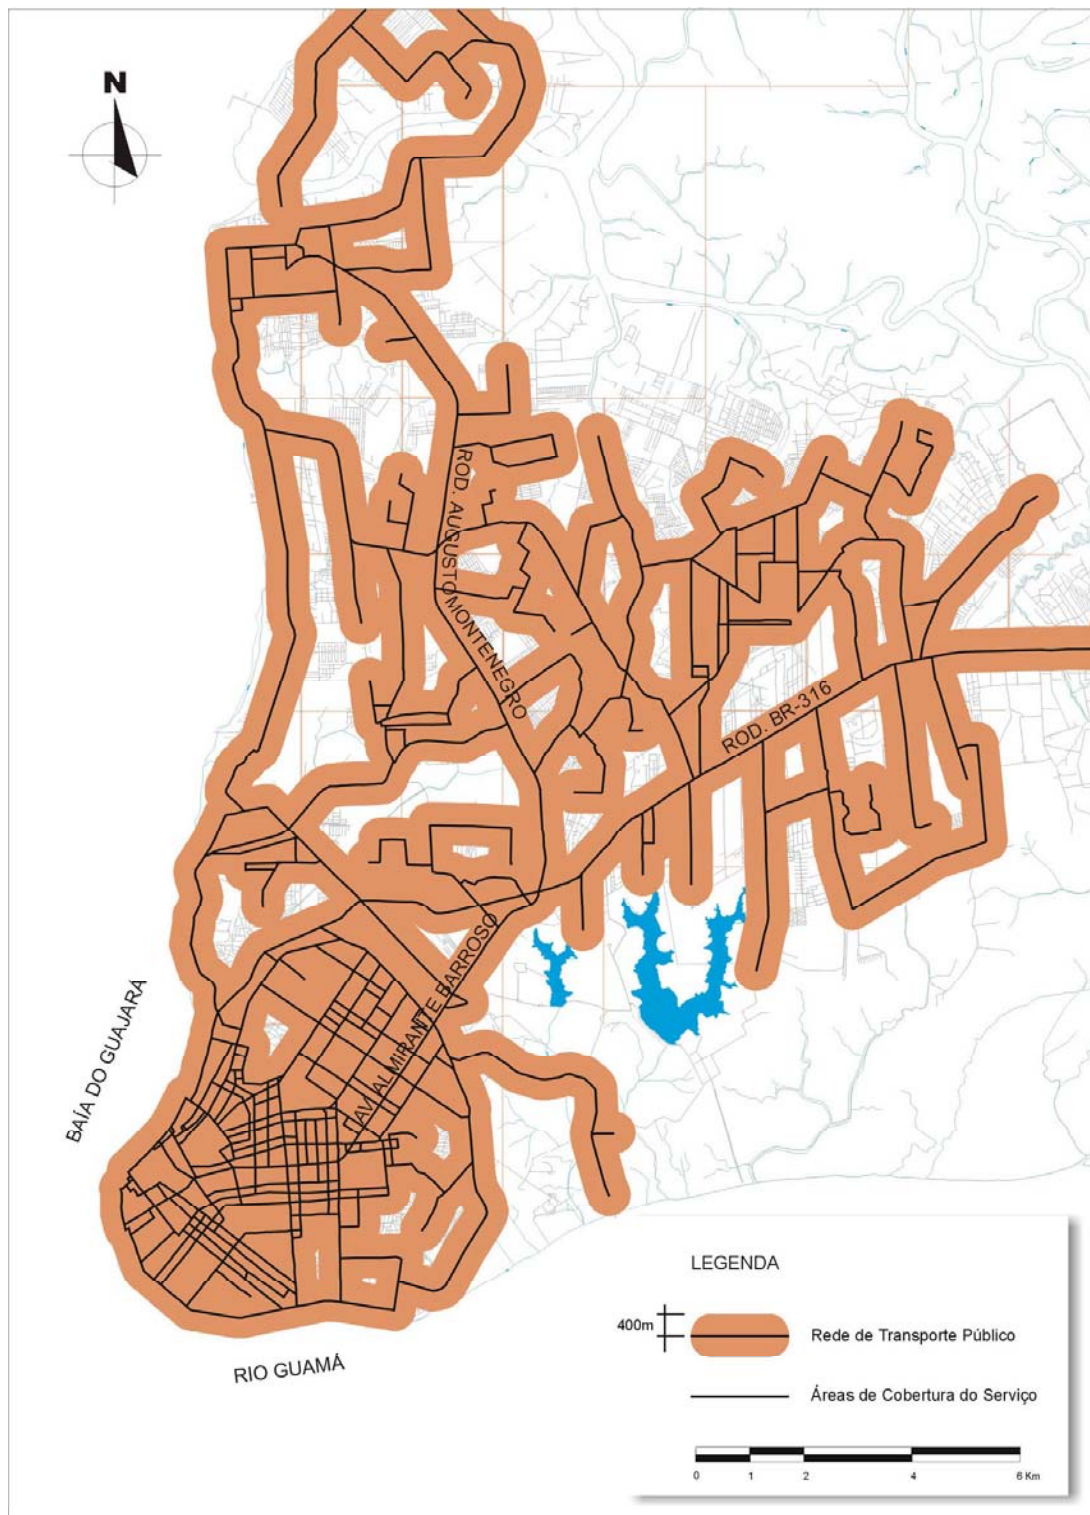 N
ROD. AUGUSTO MONTENEGRO
ROD. BR-316
AV. ALMIRANTE BARROSO
BAÍA DO GUAJARÁ
RIO GUAMÁ
LEGENDA
400m
Rede de Transporte Público
Áreas de Cobertura do Serviço
0 1 2 4 6 Km